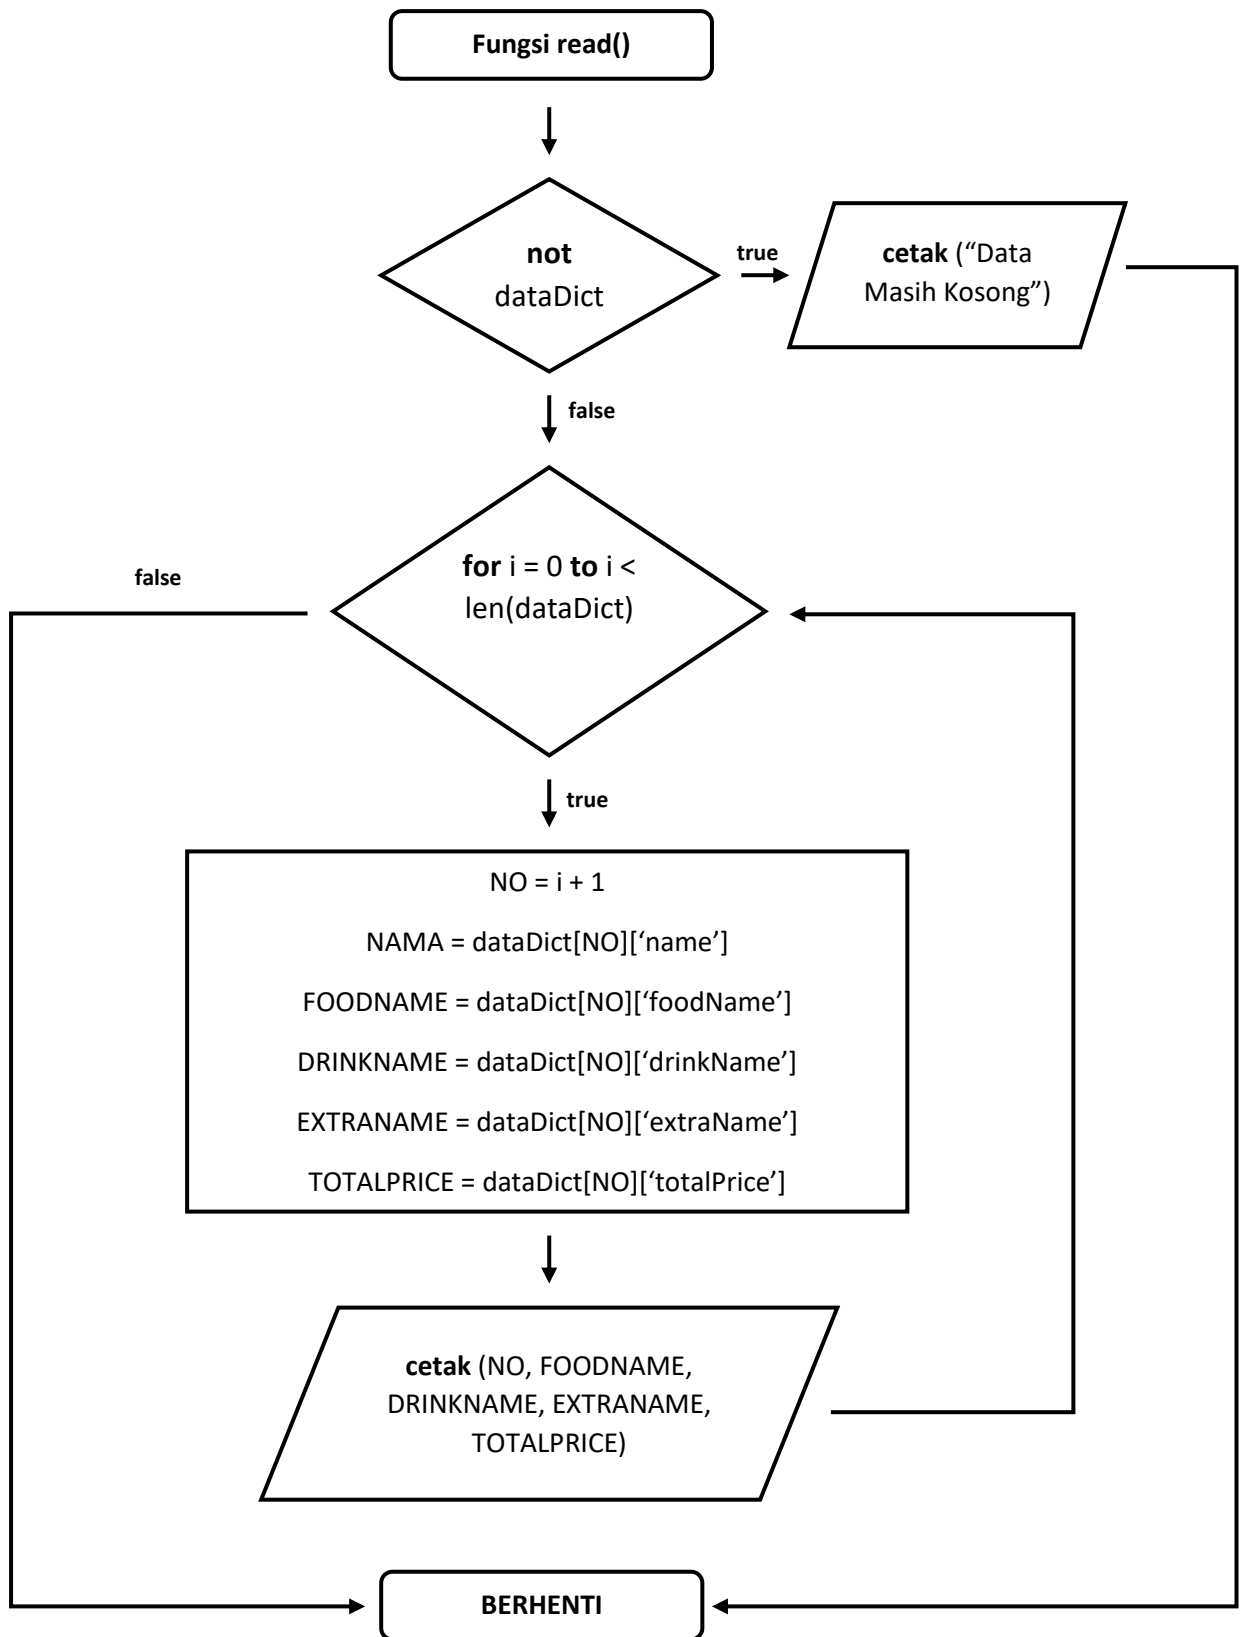 Fungsi read()
not
dataDict
true
cetak (“Data
Masih Kosong”)
false
for i = 0 to i <
len(dataDict)
false
true
NO = i + 1
NAMA = dataDict[NO][‘name’]
FOODNAME = dataDict[NO][‘foodName’]
DRINKNAME = dataDict[NO][‘drinkName’]
EXTRANAME = dataDict[NO][‘extraName’]
TOTALPRICE = dataDict[NO][‘totalPrice’]
cetak (NO, FOODNAME,
DRINKNAME, EXTRANAME,
TOTALPRICE)
BERHENTI